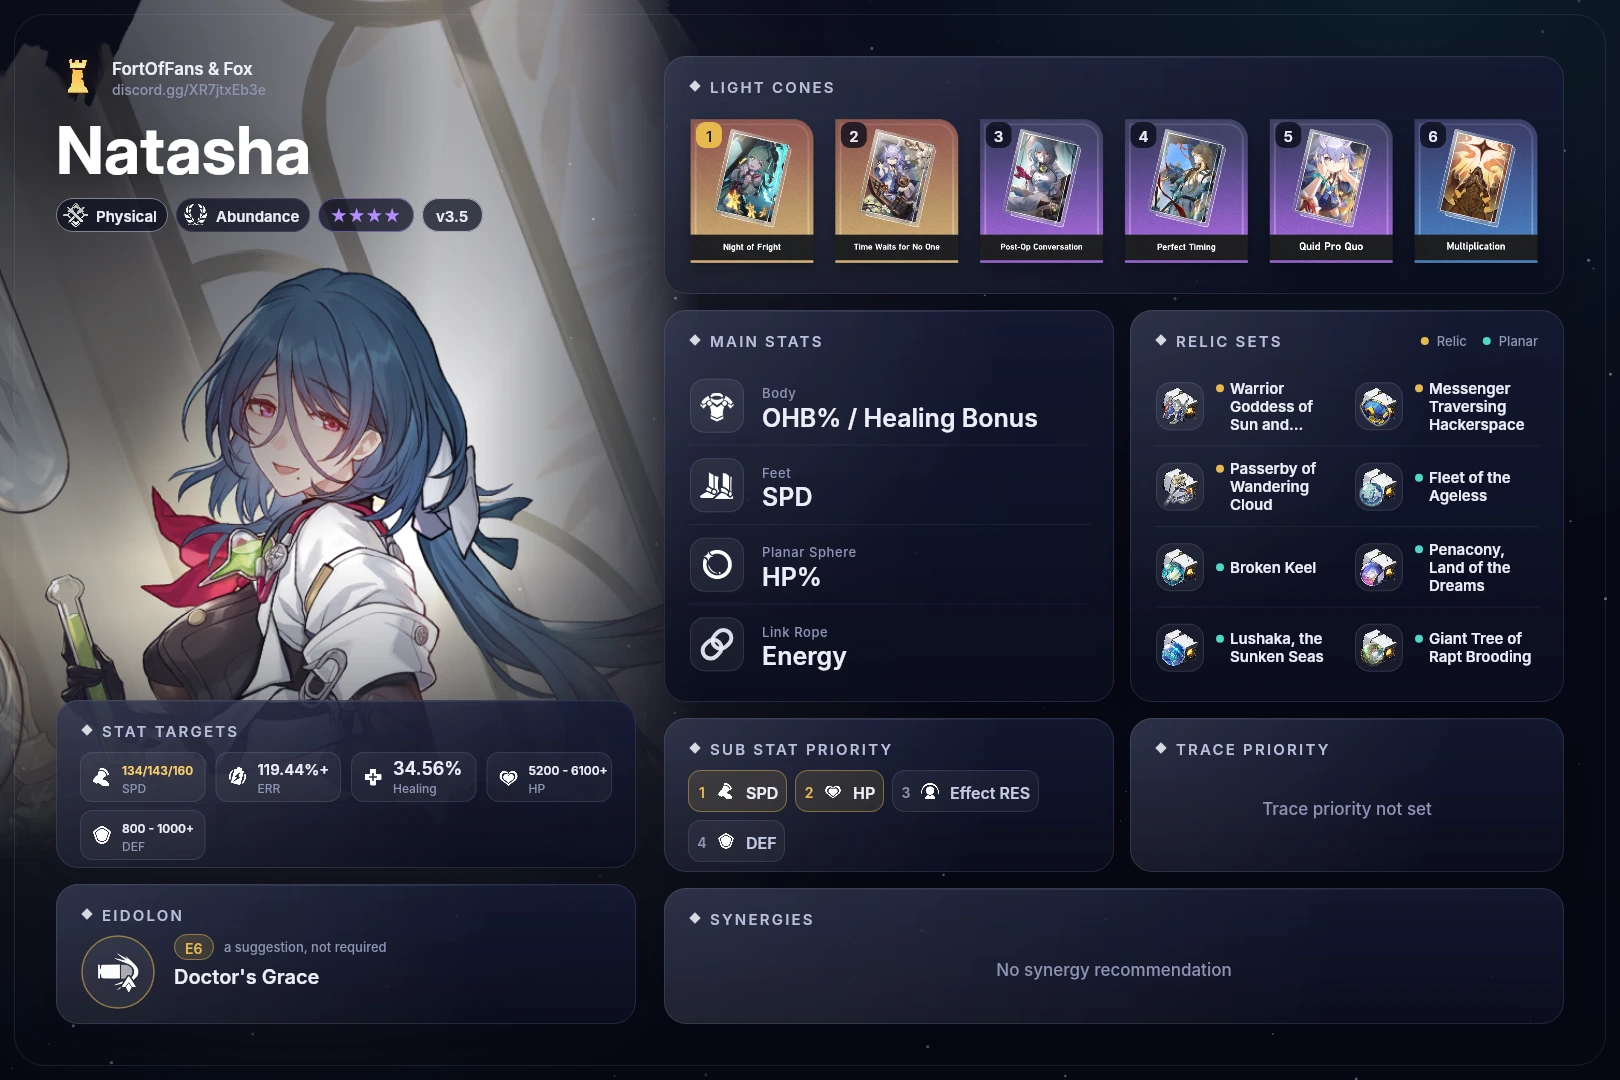 FortOfFans & Fox
discord.gg/XR7jtxEb3e
Natasha
Physical
Abundance
v3.5
LIGHT CONES
1
2
3
4
5
6
Night of Fright
Time Waits for No One
Post-Op Conversation
Perfect Timing
Quid Pro Quo
Multiplication
MAIN STATS
Body
OHB% / Healing Bonus
Feet
SPD
Planar Sphere
HP%
Link Rope
Energy
RELIC SETS
Relic
Planar
Warrior
Goddess of
Sun and...
Messenger
Traversing
Hackerspace
Passerby of
Wandering
Cloud
Fleet of the
Ageless
Broken Keel
Penacony,
Land of the
Dreams
Lushaka, the
Sunken Seas
Giant Tree of
Rapt Brooding
STAT TARGETS
134/143/160
SPD
119.44%+
ERR
34.56%
Healing
5200 - 6100+
HP
800 - 1000+
DEF
SUB STAT PRIORITY
1 SPD
2 HP
3 Effect RES
4 DEF
TRACE PRIORITY
Trace priority not set
EIDOLON
E6 a suggestion, not required
Doctor's Grace
SYNERGIES
No synergy recommendation